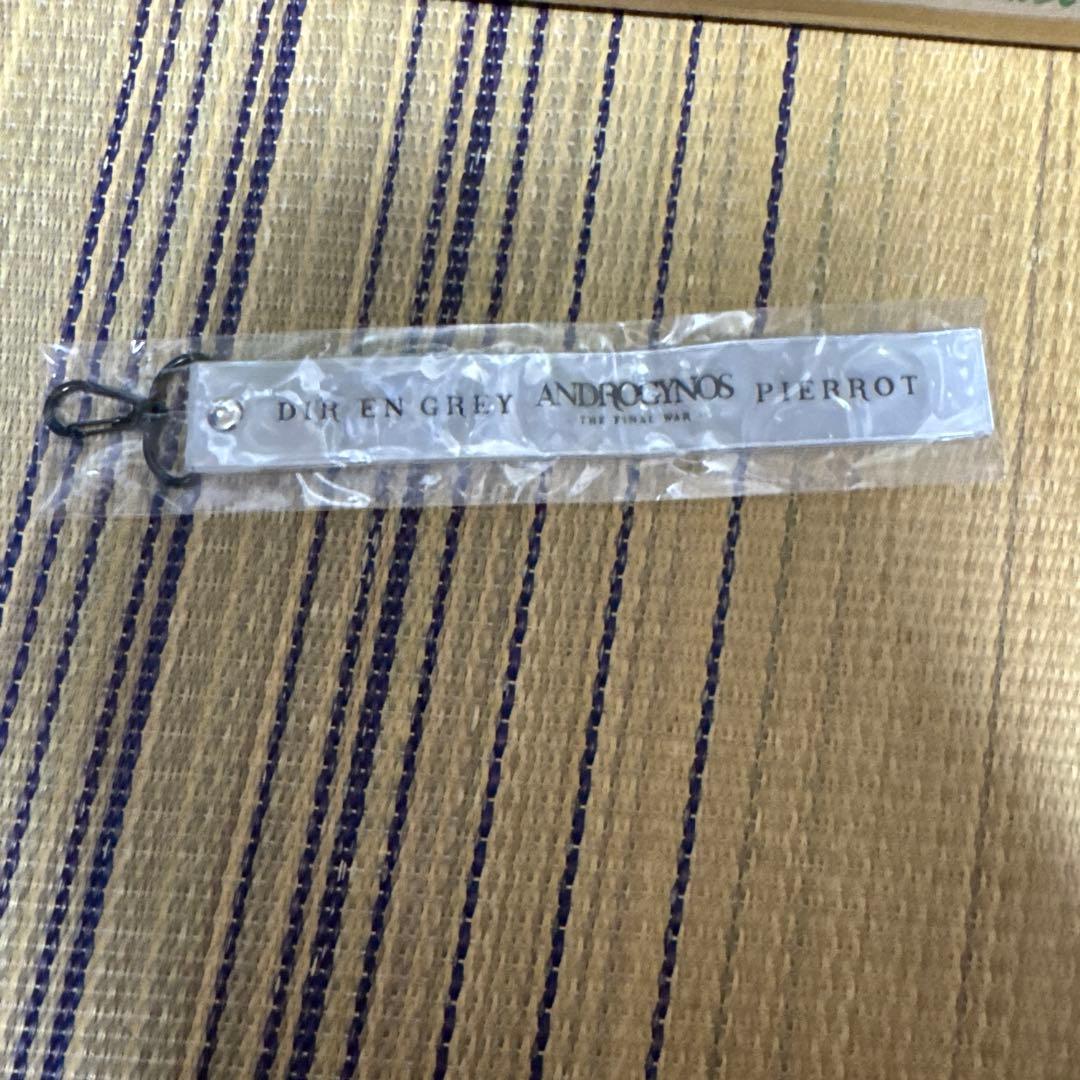 DIR EN GREY ANDROGYNOS PIERROT
THE FINAL WAR